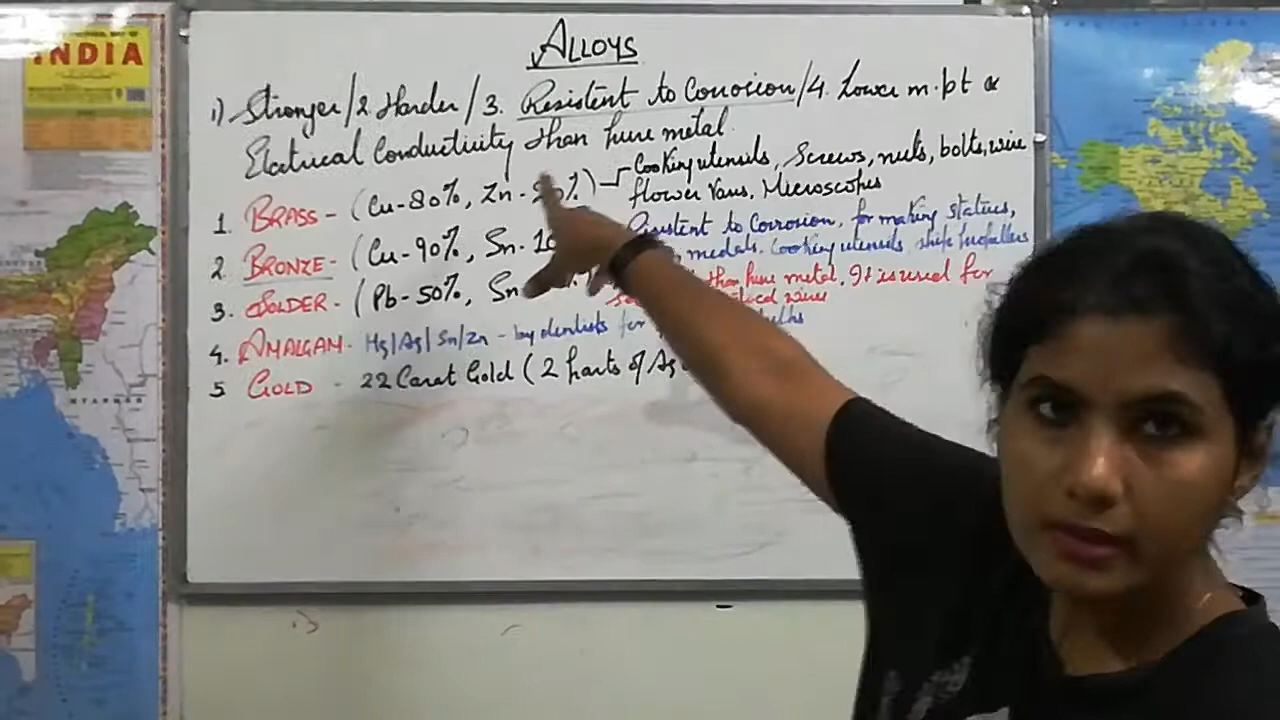 INDIA
ALLOYS
1) Stronger/2. Harder/3. Resistent to Corrosion/4. Lower m.pt &
Electrical Conductivity than pure metal.
1. BRASS - (Cu-80%, Zn- %) - Cooking utensils, Screws, nuts, bolts, wire
flower Vars, Microscopes
2. BRONZE - (Cu-90%, Sn- Resistent to Corrosion, for making statues,
medals. Cooking utensils ship propellers
3. SOLDER - (Pb-50%, Sn- than pure metal. It is used for
wire
4. AMALGAM - Hg/Ag/Sn/Zn - by dentists for
5 GOLD - 22 Carat Gold (2 parts of Ag
MYANMAR